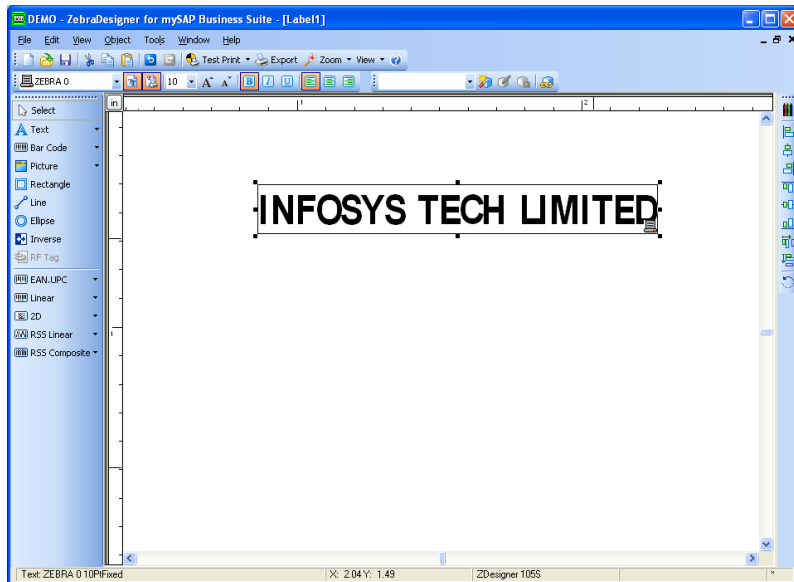 DEMO - ZebraDesigner for mySAP Business Suite - [Label1]
File Edit View Object Tools Window Help
Test Print Export Zoom View
ZEBRA 0 10 A A B I U
in 1 2
Select
Text
Bar Code
Picture
Rectangle
Line
Ellipse
Inverse
RF Tag
EAN.UPC
Linear
2D
RSS Linear
RSS Composite
1
INFOSYS TECH LIMITED
Text: ZEBRA 0 10PtFixed X: 2.04 Y: 1.49 ZDesigner 105S *